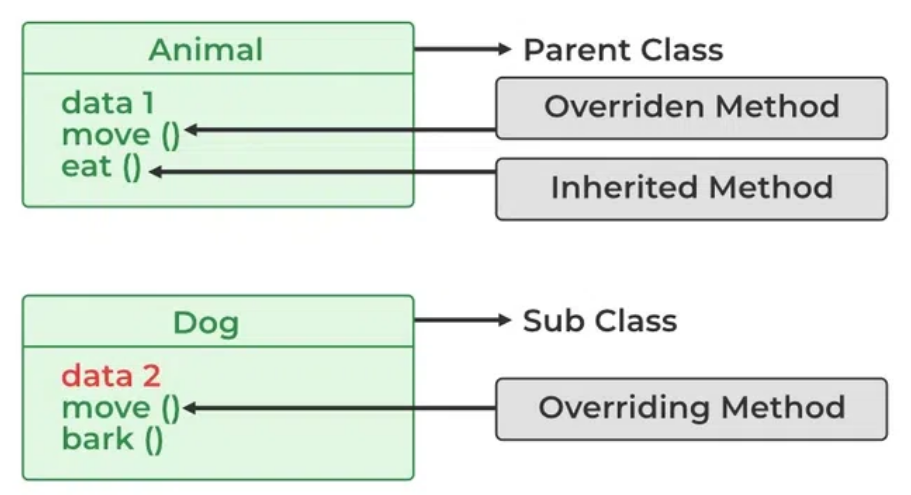 Animal
Parent Class
data 1
move ()
eat ()
Overriden Method
Inherited Method
Dog
Sub Class
data 2
move ()
bark ()
Overriding Method